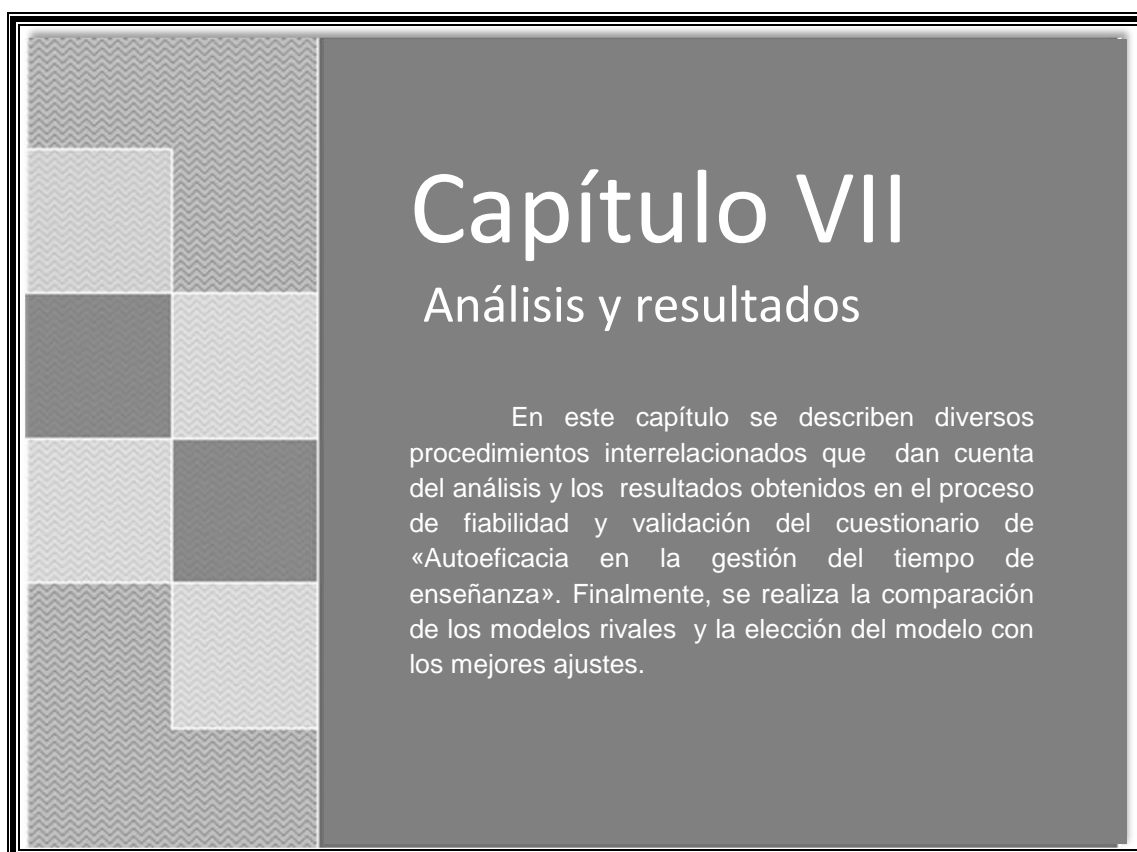 Capítulo VII
Análisis y resultados
En este capítulo se describen diversos
procedimientos interrelacionados que dan cuenta
del análisis y los resultados obtenidos en el proceso
de fiabilidad y validación del cuestionario de
«Autoeficacia en la gestión del tiempo de
enseñanza». Finalmente, se realiza la comparación
de los modelos rivales y la elección del modelo con
los mejores ajustes.